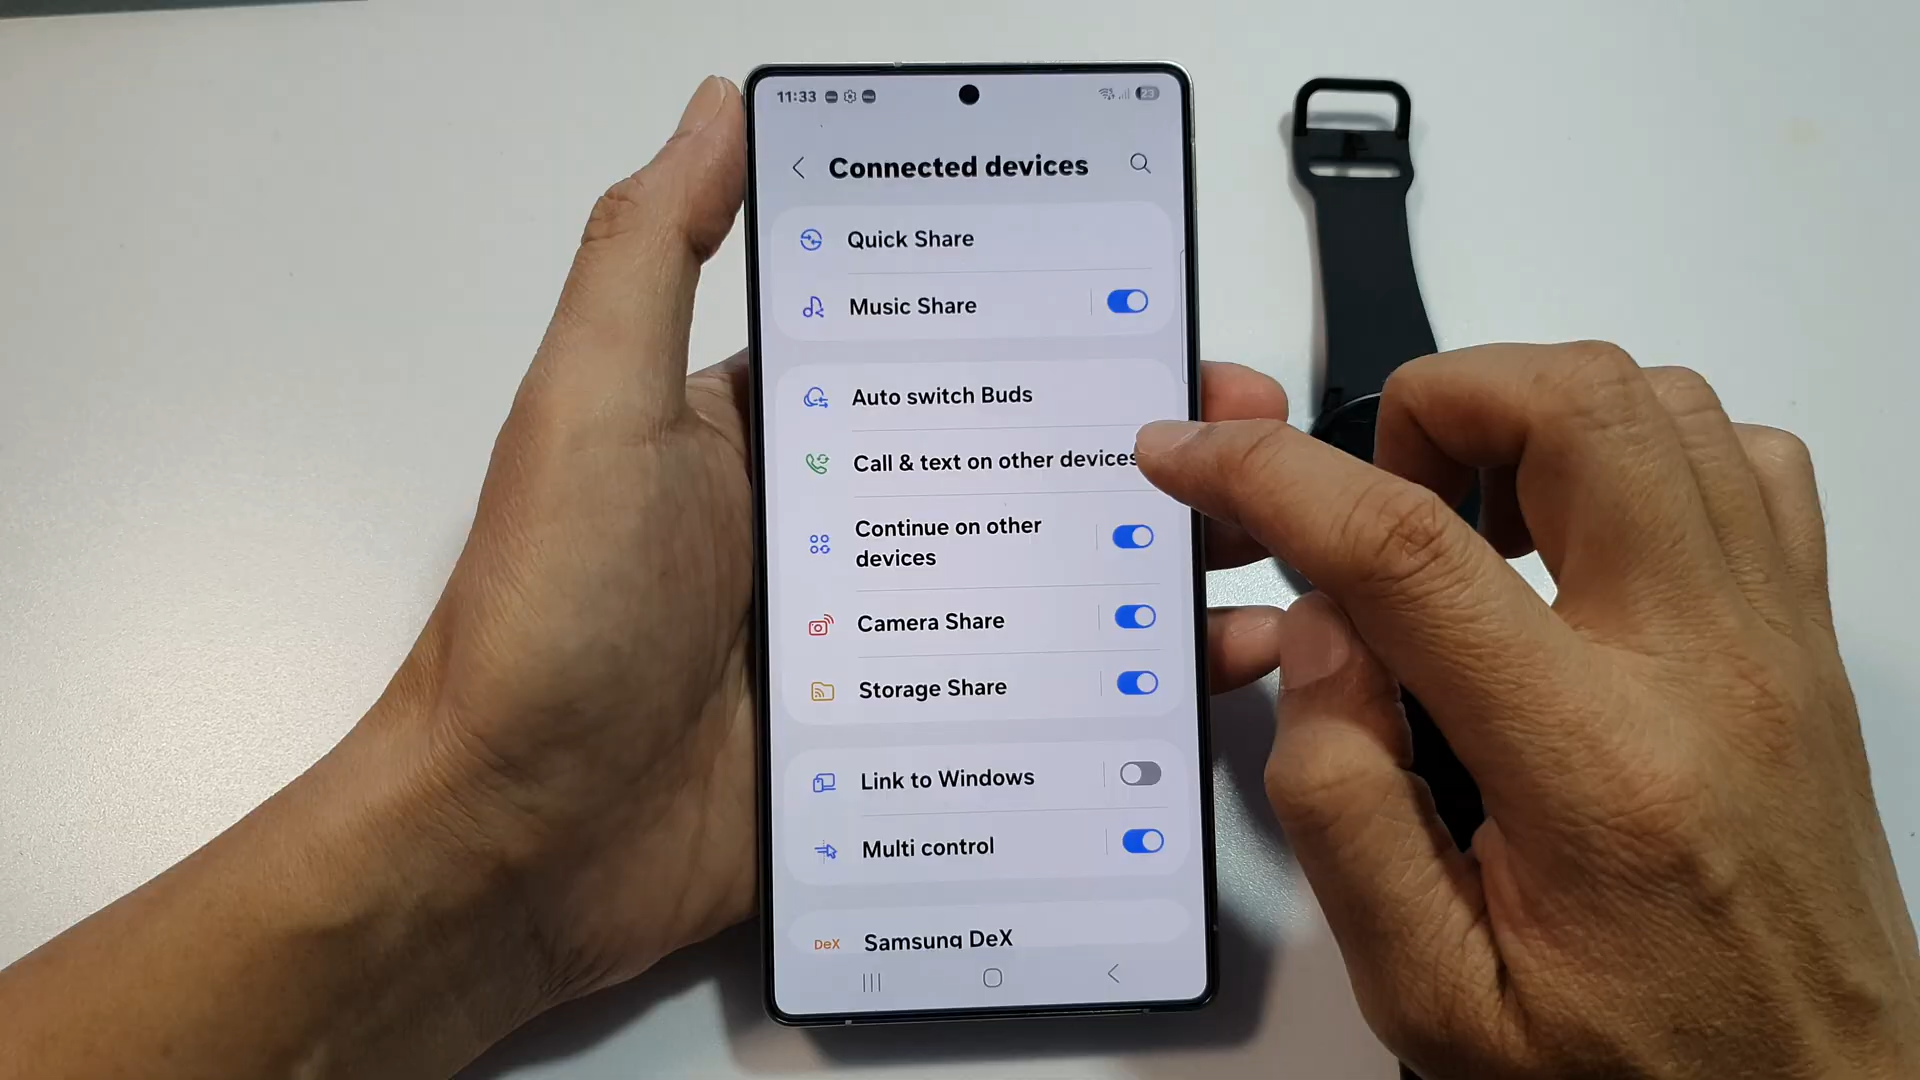 11:33
23
Connected devices
Quick Share
Music Share
Auto switch Buds
Call & text on other devices
Continue on other
devices
Camera Share
Storage Share
Link to Windows
Multi control
DeX Samsung DeX